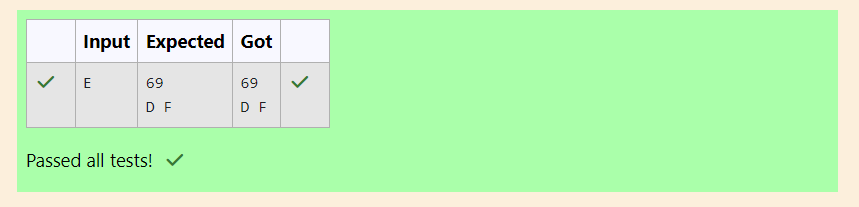 Input Expected Got
E 69 69
D F D F
Passed all tests!